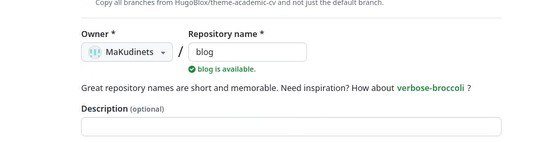 Copy all branches from HugoBlox/theme-academic-cv and not just the default branch.
Owner * Repository name *
MaKudinets / blog
blog is available.
Great repository names are short and memorable. Need inspiration? How about verbose-broccoli ?
Description (optional)